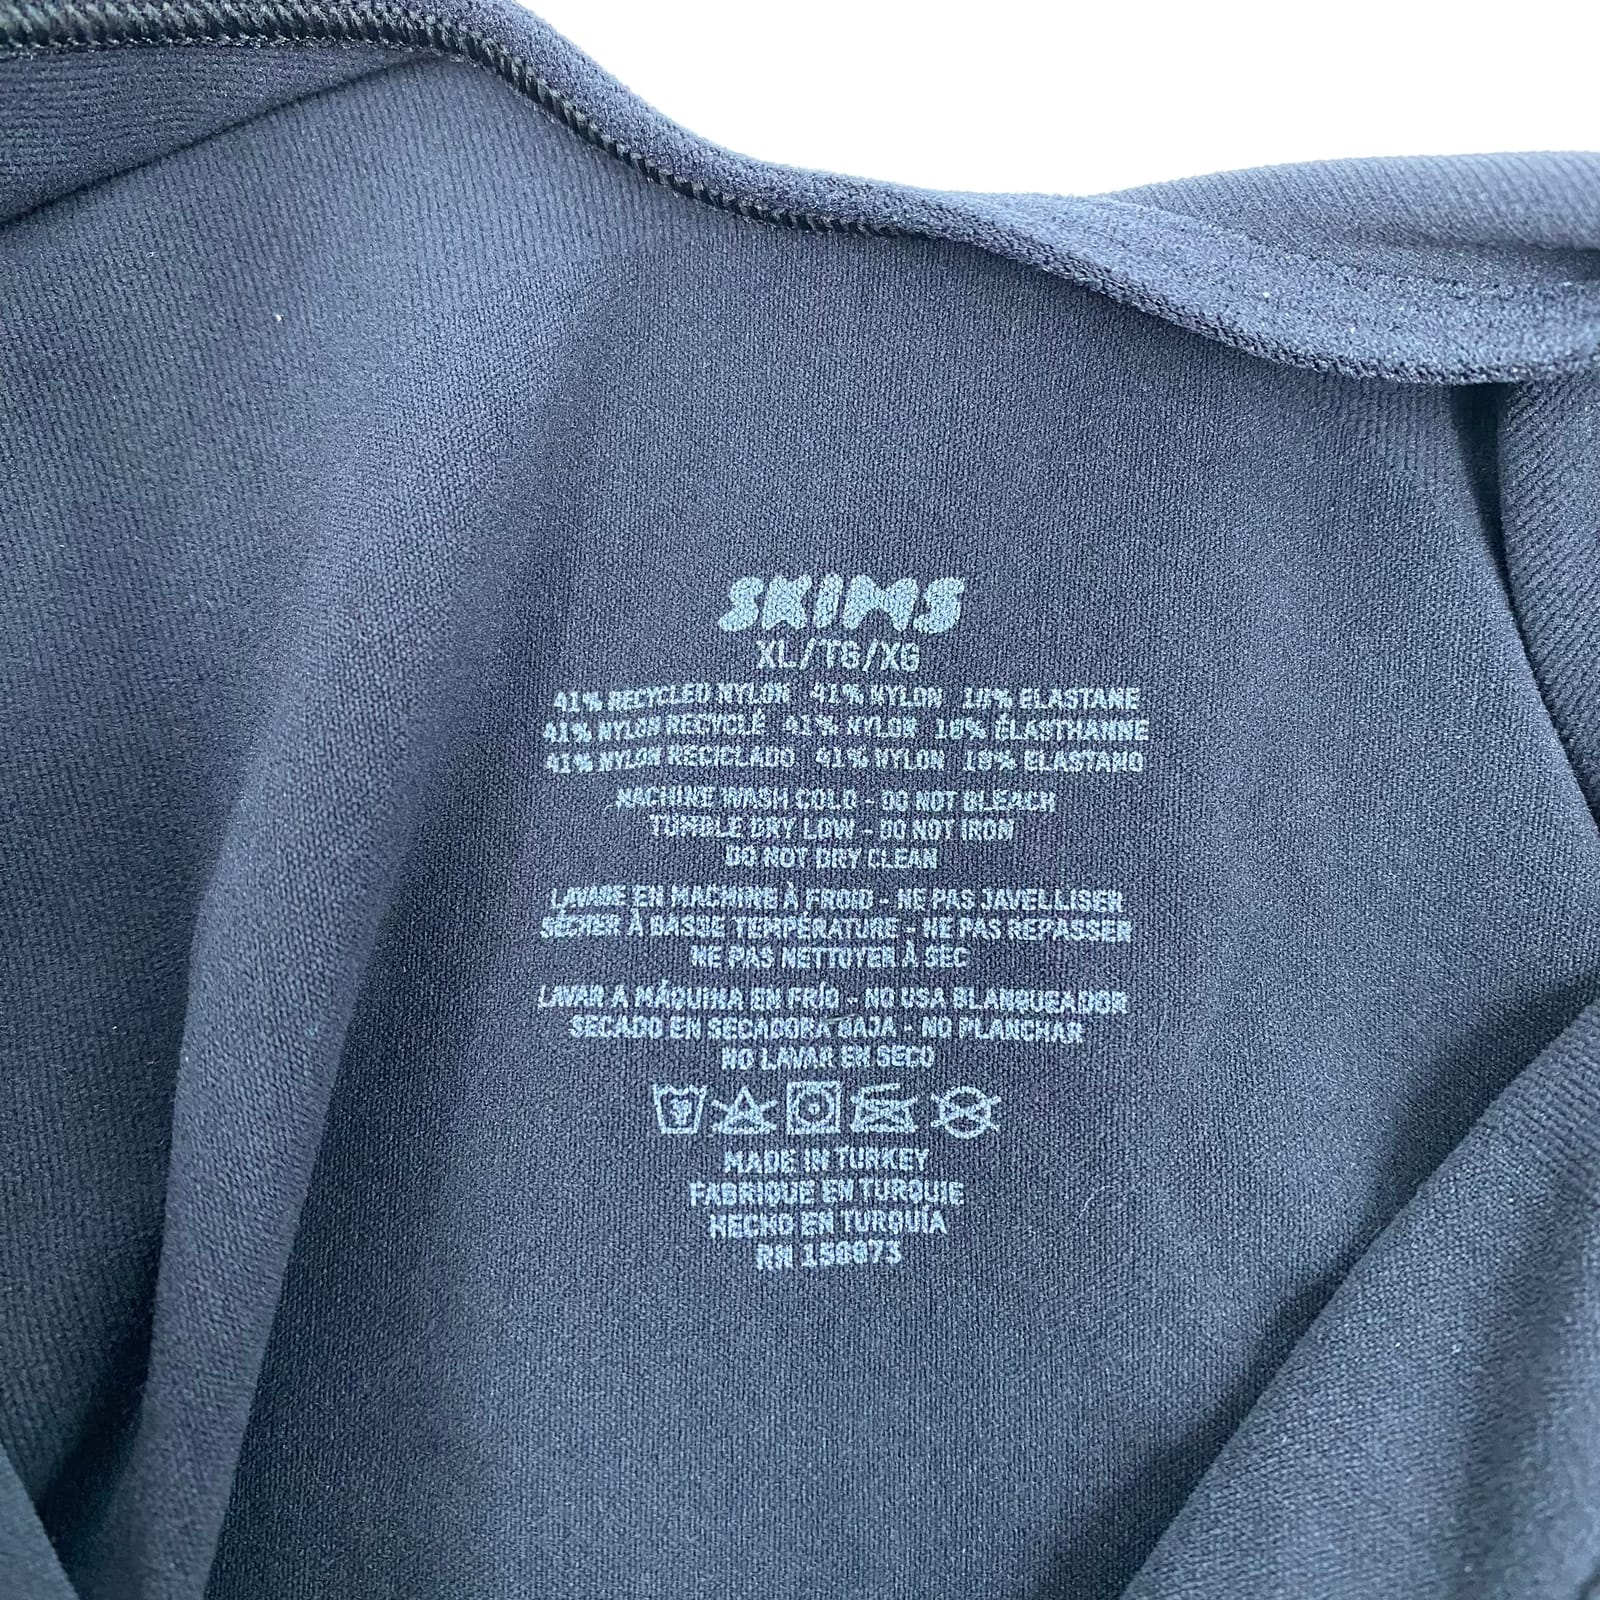 SKIMS
XL/TG/XG
41% RECYCLED NYLON 41% NYLON 18% ELASTANE
41% NYLON RECYCLÉ 41% NYLON 18% ÉLASTHANNE
41% NYLON RECICLADO 41% NYLON 18% ELASTANO
MACHINE WASH COLD - DO NOT BLEACH
TUMBLE DRY LOW - DO NOT IRON
DO NOT DRY CLEAN
LAVAGE EN MACHINE À FROID - NE PAS JAVELLISER
SÉCHER À BASSE TEMPÉRATURE - NE PAS REPASSER
NE PAS NETTOYER À SEC
LAVAR A MÁQUINA EN FRÍO - NO USA BLANQUEADOR
SECADO EN SECADORA BAJA - NO PLANCHAR
NO LAVAR EN SECO
MADE IN TURKEY
FABRIQUE EN TURQUIE
HECHO EN TURQUÍA
RN